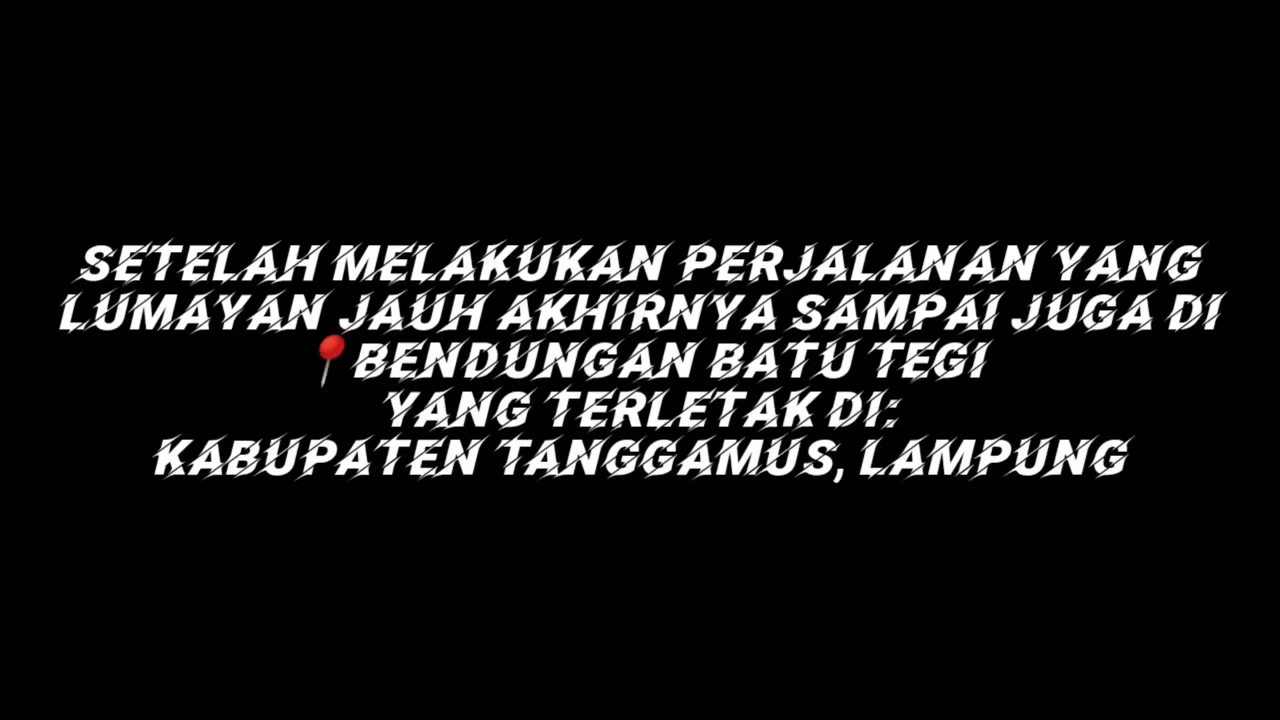 SETELAH MELAKUKAN PERJALANAN YANG
LUMAYAN JAUH AKHIRNYA SAMPAI JUGA DI
📍BENDUNGAN BATU TEGI
YANG TERLETAK DI:
KABUPATEN TANGGAMUS, LAMPUNG